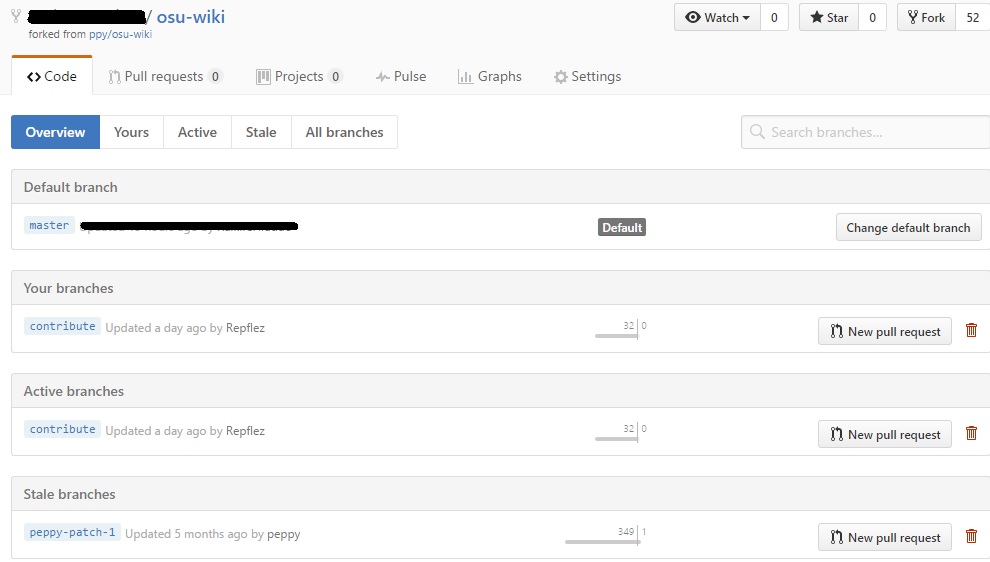 / osu-wiki
Watch 0 Star 0 Fork 52
forked from ppy/osu-wiki
Code Pull requests 0 Projects 0 Pulse Graphs Settings
Overview Yours Active Stale All branches Search branches...
Default branch
master Default Change default branch
Your branches
contribute Updated a day ago by Repflez 32 0 New pull request
Active branches
contribute Updated a day ago by Repflez 32 0 New pull request
Stale branches
peppy-patch-1 Updated 5 months ago by peppy 349 1 New pull request